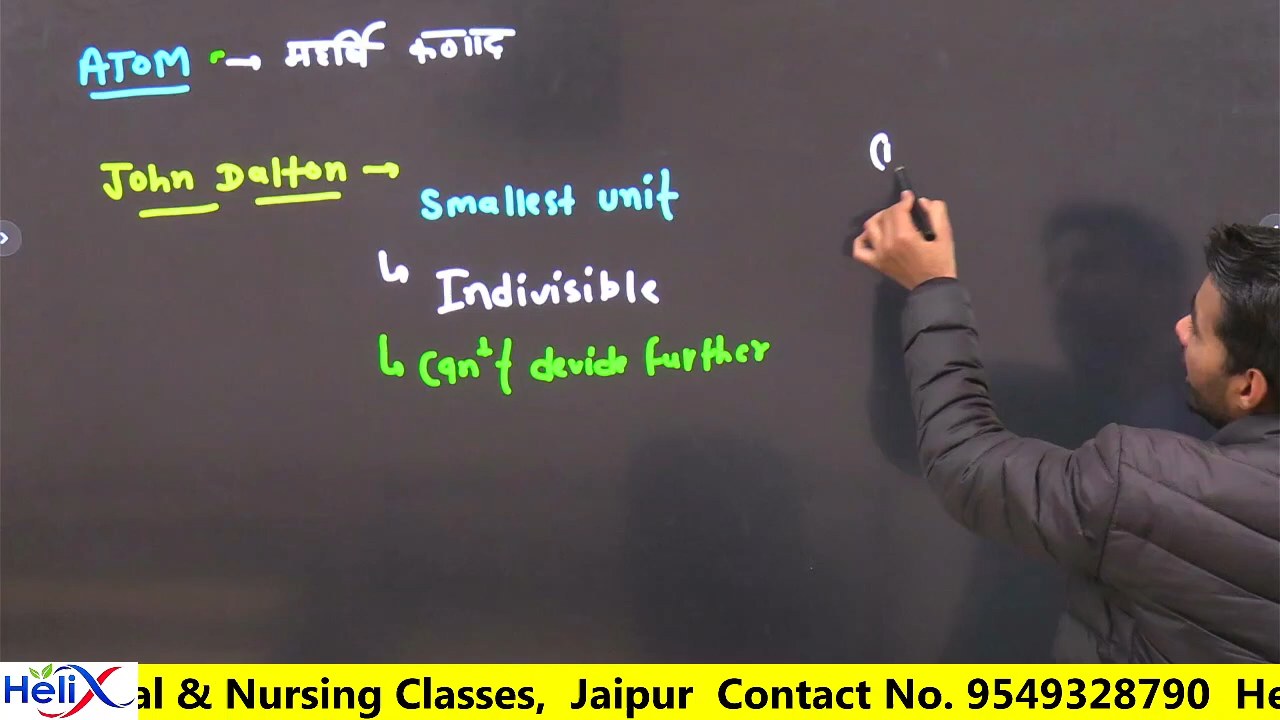 ATOM → महर्षि कणाद
John Dalton →
Smallest unit
↳ Indivisible
↳ Can't devide further
HeliX al & Nursing Classes, Jaipur Contact No. 9549328790 He